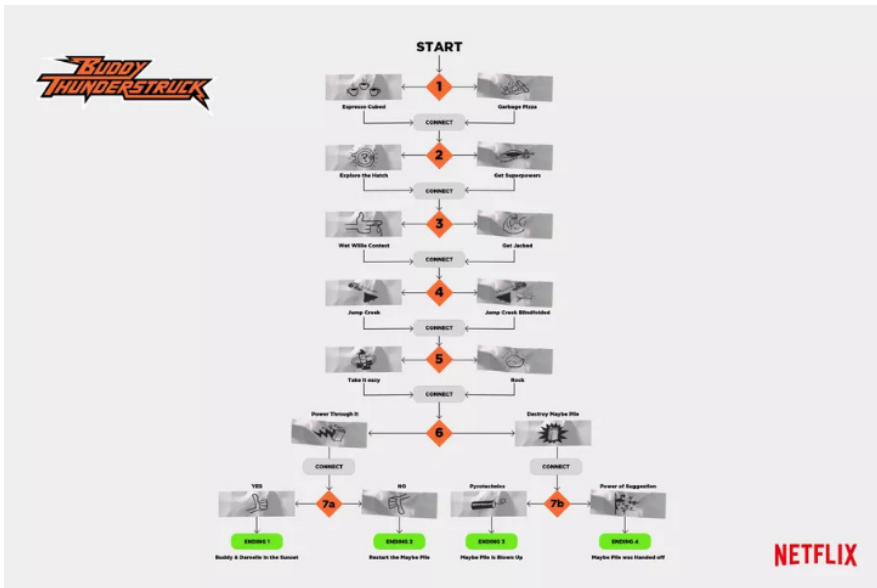 START
BUDDY
THUNDERSTRUCK
1
Espresso Cubed
Garbage Pizza
CONNECT
2
Explore the Hatch
Get Superpowers
CONNECT
3
Wet Willie Contest
Get Jacked
CONNECT
4
Jump Creek
Jump Creek Blindfolded
CONNECT
5
Take it easy
Rock
CONNECT
Power Through It
Destroy Maybe Pile
6
CONNECT
CONNECT
YES
NO
Pyrotechnics
Power of Suggestion
7a
7b
ENDING 1
ENDING 2
ENDING 3
ENDING 4
Buddy & Darnelle in the Sunset
Restart the Maybe Pile
Maybe Pile is Blown Up
Maybe Pile was Handed off
NETFLIX